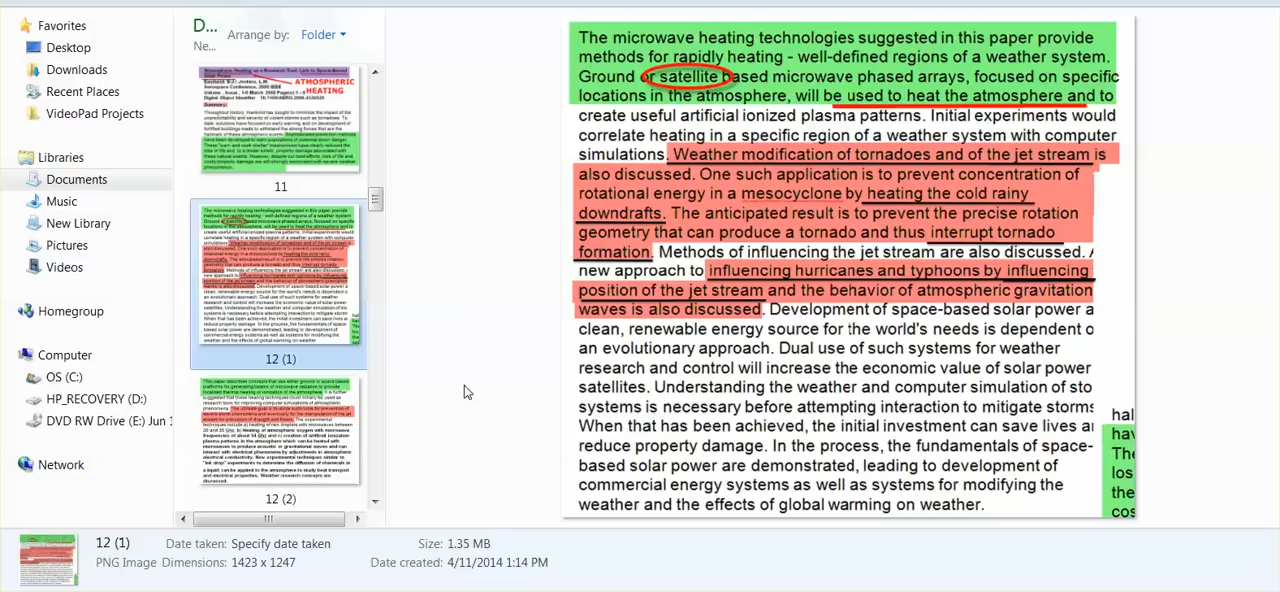 Favorites
Desktop
Downloads
Recent Places
VideoPad Projects
Libraries
Documents
Music
New Library
Pictures
Videos
Homegroup
Computer
OS (C:)
HP_RECOVERY (D:)
DVD RW Drive (E:) Jun 1
Network
D...
Ne...
Arrange by: Folder
ATMOSPHERIC
HEATING
11
12 (1)
12 (2)
The microwave heating technologies suggested in this paper provide
methods for rapidly heating - well-defined regions of a weather system.
Ground or satellite based microwave phased arrays, focused on specific
locations in the atmosphere, will be used to heat the atmosphere and to
create useful artificial ionized plasma patterns. Initial experiments would
correlate heating in a specific region of a weather system with computer
simulations. Weather modification of tornadoes and of the jet stream is
also discussed. One such application is to prevent concentration of
rotational energy in a mesocyclone by heating the cold rainy
downdrafts. The anticipated result is to prevent the precise rotation
geometry that can produce a tornado and thus interrupt tornado
formation. Methods of influencing the jet stream are also discussed. A
new approach to influencing hurricanes and typhoons by influencing
position of the jet stream and the behavior of atmospheric gravitation
waves is also discussed. Development of space-based solar power a
clean, renewable energy source for the world's needs is dependent o
an evolutionary approach. Dual use of such systems for weather
research and control will increase the economic value of solar power
satellites. Understanding the weather and computer simulation of sto
systems is necessary before attempting interaction to mitigate storms
When that has been achieved, the initial investment can save lives a
reduce property damage. In the process, the fundamentals of space-
based solar power are demonstrated, leading to development of
commercial energy systems as well as systems for modifying the
weather and the effects of global warming on weather.
hal
hav
The
los
the
cos
12 (1)
Date taken: Specify date taken
Size: 1.35 MB
PNG Image
Dimensions: 1423 x 1247
Date created: 4/11/2014 1:14 PM